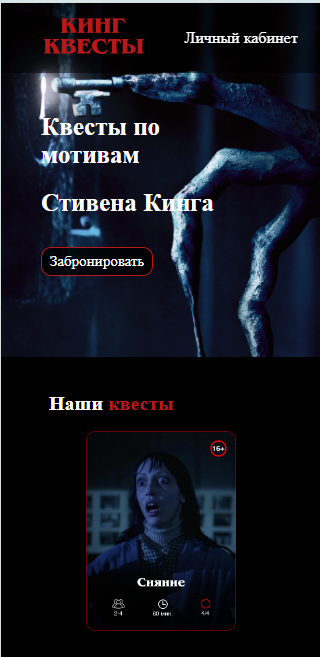 КИНГ
КВЕСТЫ
Личный кабинет
Квесты по
мотивам
Стивена Кинга
Забронировать
Наши квесты
16+
Сияние
2-4
60 мин.
4/4